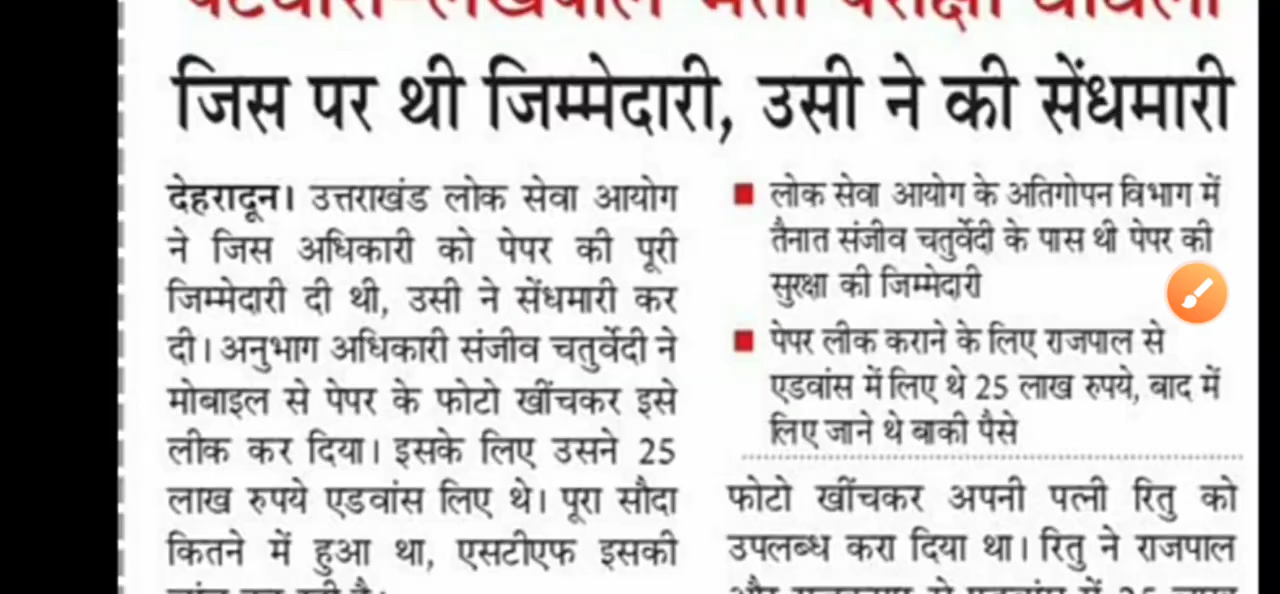 जिस पर थी जिम्मेदारी, उसी ने की सेंधमारी
देहरादून। उत्तराखंड लोक सेवा आयोग
ने जिस अधिकारी को पेपर की पूरी
जिम्मेदारी दी थी, उसी ने सेंधमारी कर
दी। अनुभाग अधिकारी संजीव चतुर्वेदी ने
मोबाइल से पेपर के फोटो खींचकर इसे
लीक कर दिया। इसके लिए उसने 25
लाख रुपये एडवांस लिए थे। पूरा सौदा
कितने में हुआ था, एसटीएफ इसकी
लोक सेवा आयोग के अतिगोपन विभाग में
तैनात संजीव चतुर्वेदी के पास थी पेपर की
सुरक्षा की जिम्मेदारी
पेपर लीक कराने के लिए राजपाल से
एडवांस में लिए थे 25 लाख रुपये, बाद में
लिए जाने थे बाकी पैसे
फोटो खींचकर अपनी पत्नी रितु को
उपलब्ध करा दिया था। रितु ने राजपाल